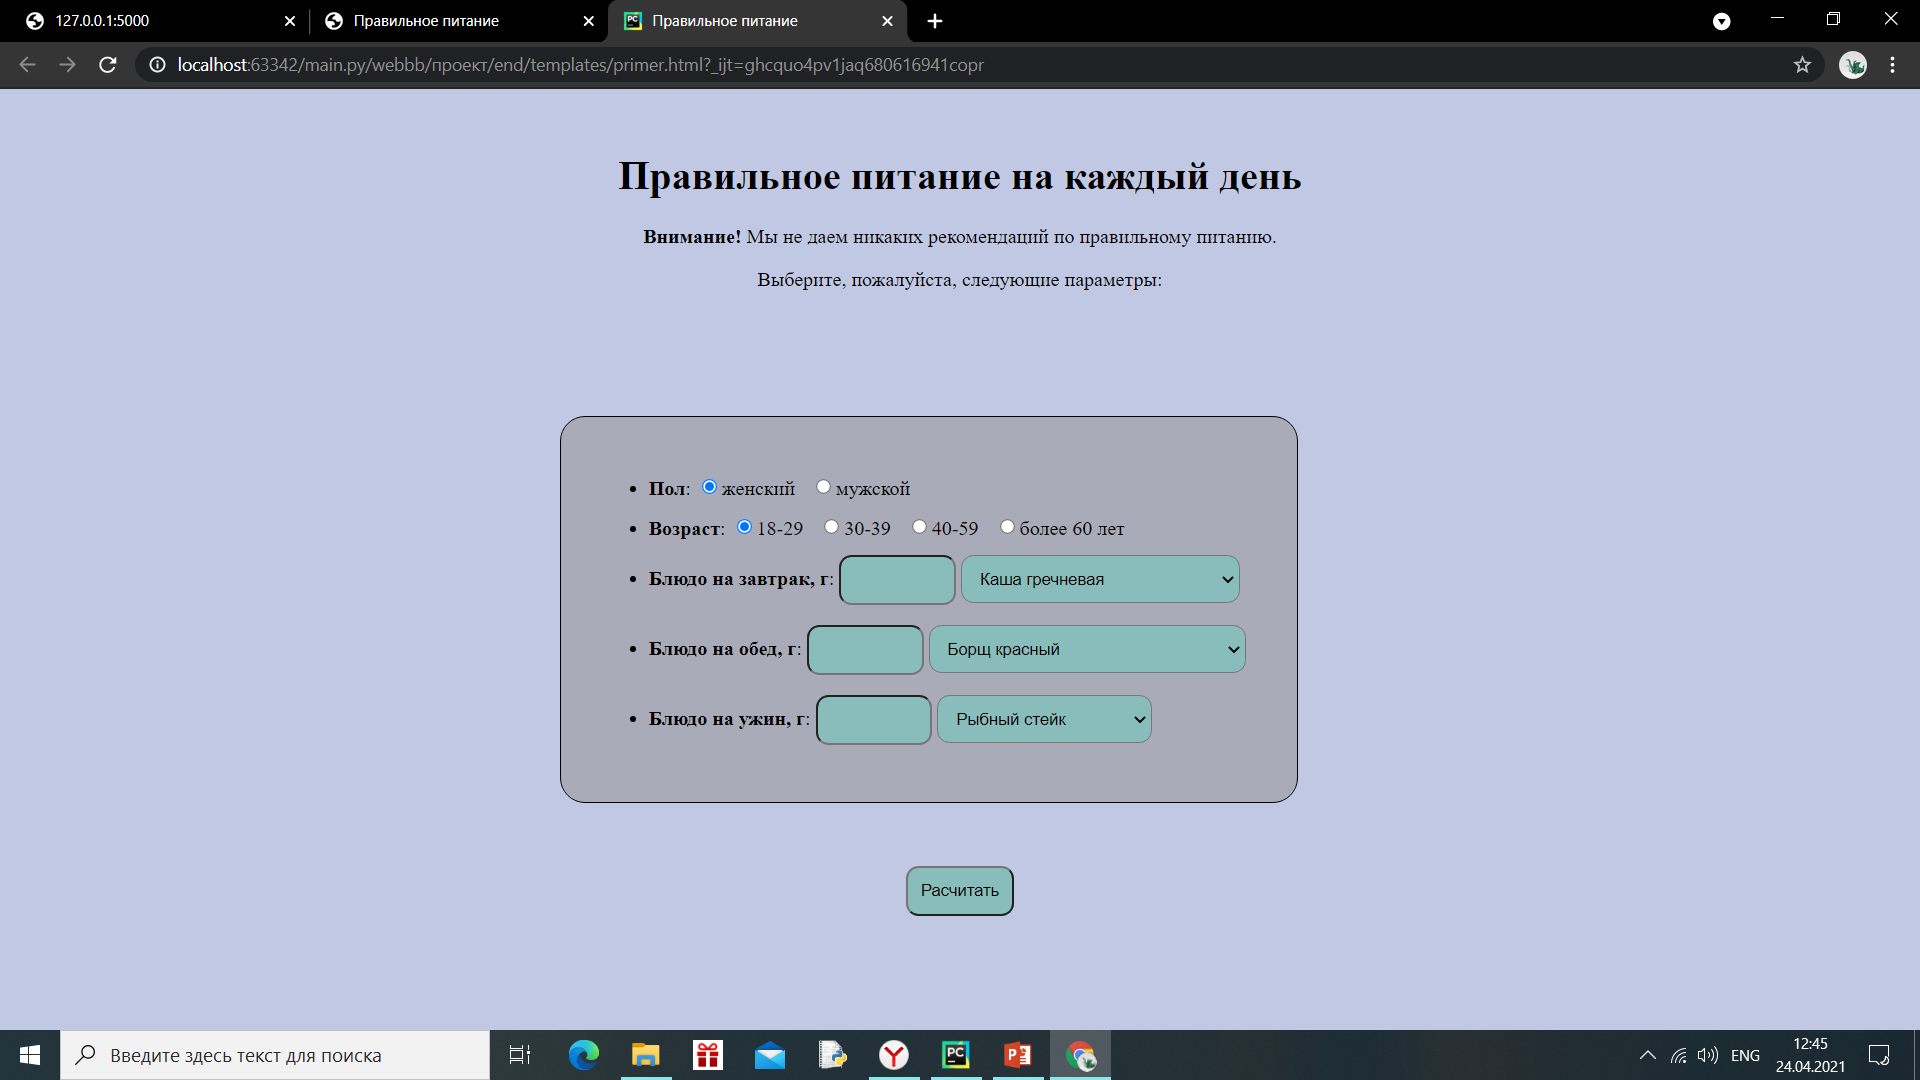 127.0.0.1:5000
Правильное питание
Правильное питание
localhost:63342/main.py/webbb/проект/end/templates/primer.html?_ijt=ghcquo4pv1jaq680616941copr
Правильное питание на каждый день
Внимание! Мы не даем никаких рекомендаций по правильному питанию.
Выберите, пожалуйста, следующие параметры:
Пол: женский мужской
Возраст: 18-29 30-39 40-59 более 60 лет
Блюдо на завтрак, г: Каша гречневая
Блюдо на обед, г: Борщ красный
Блюдо на ужин, г: Рыбный стейк
Расчитать
Введите здесь текст для поиска
ENG
12:45
24.04.2021